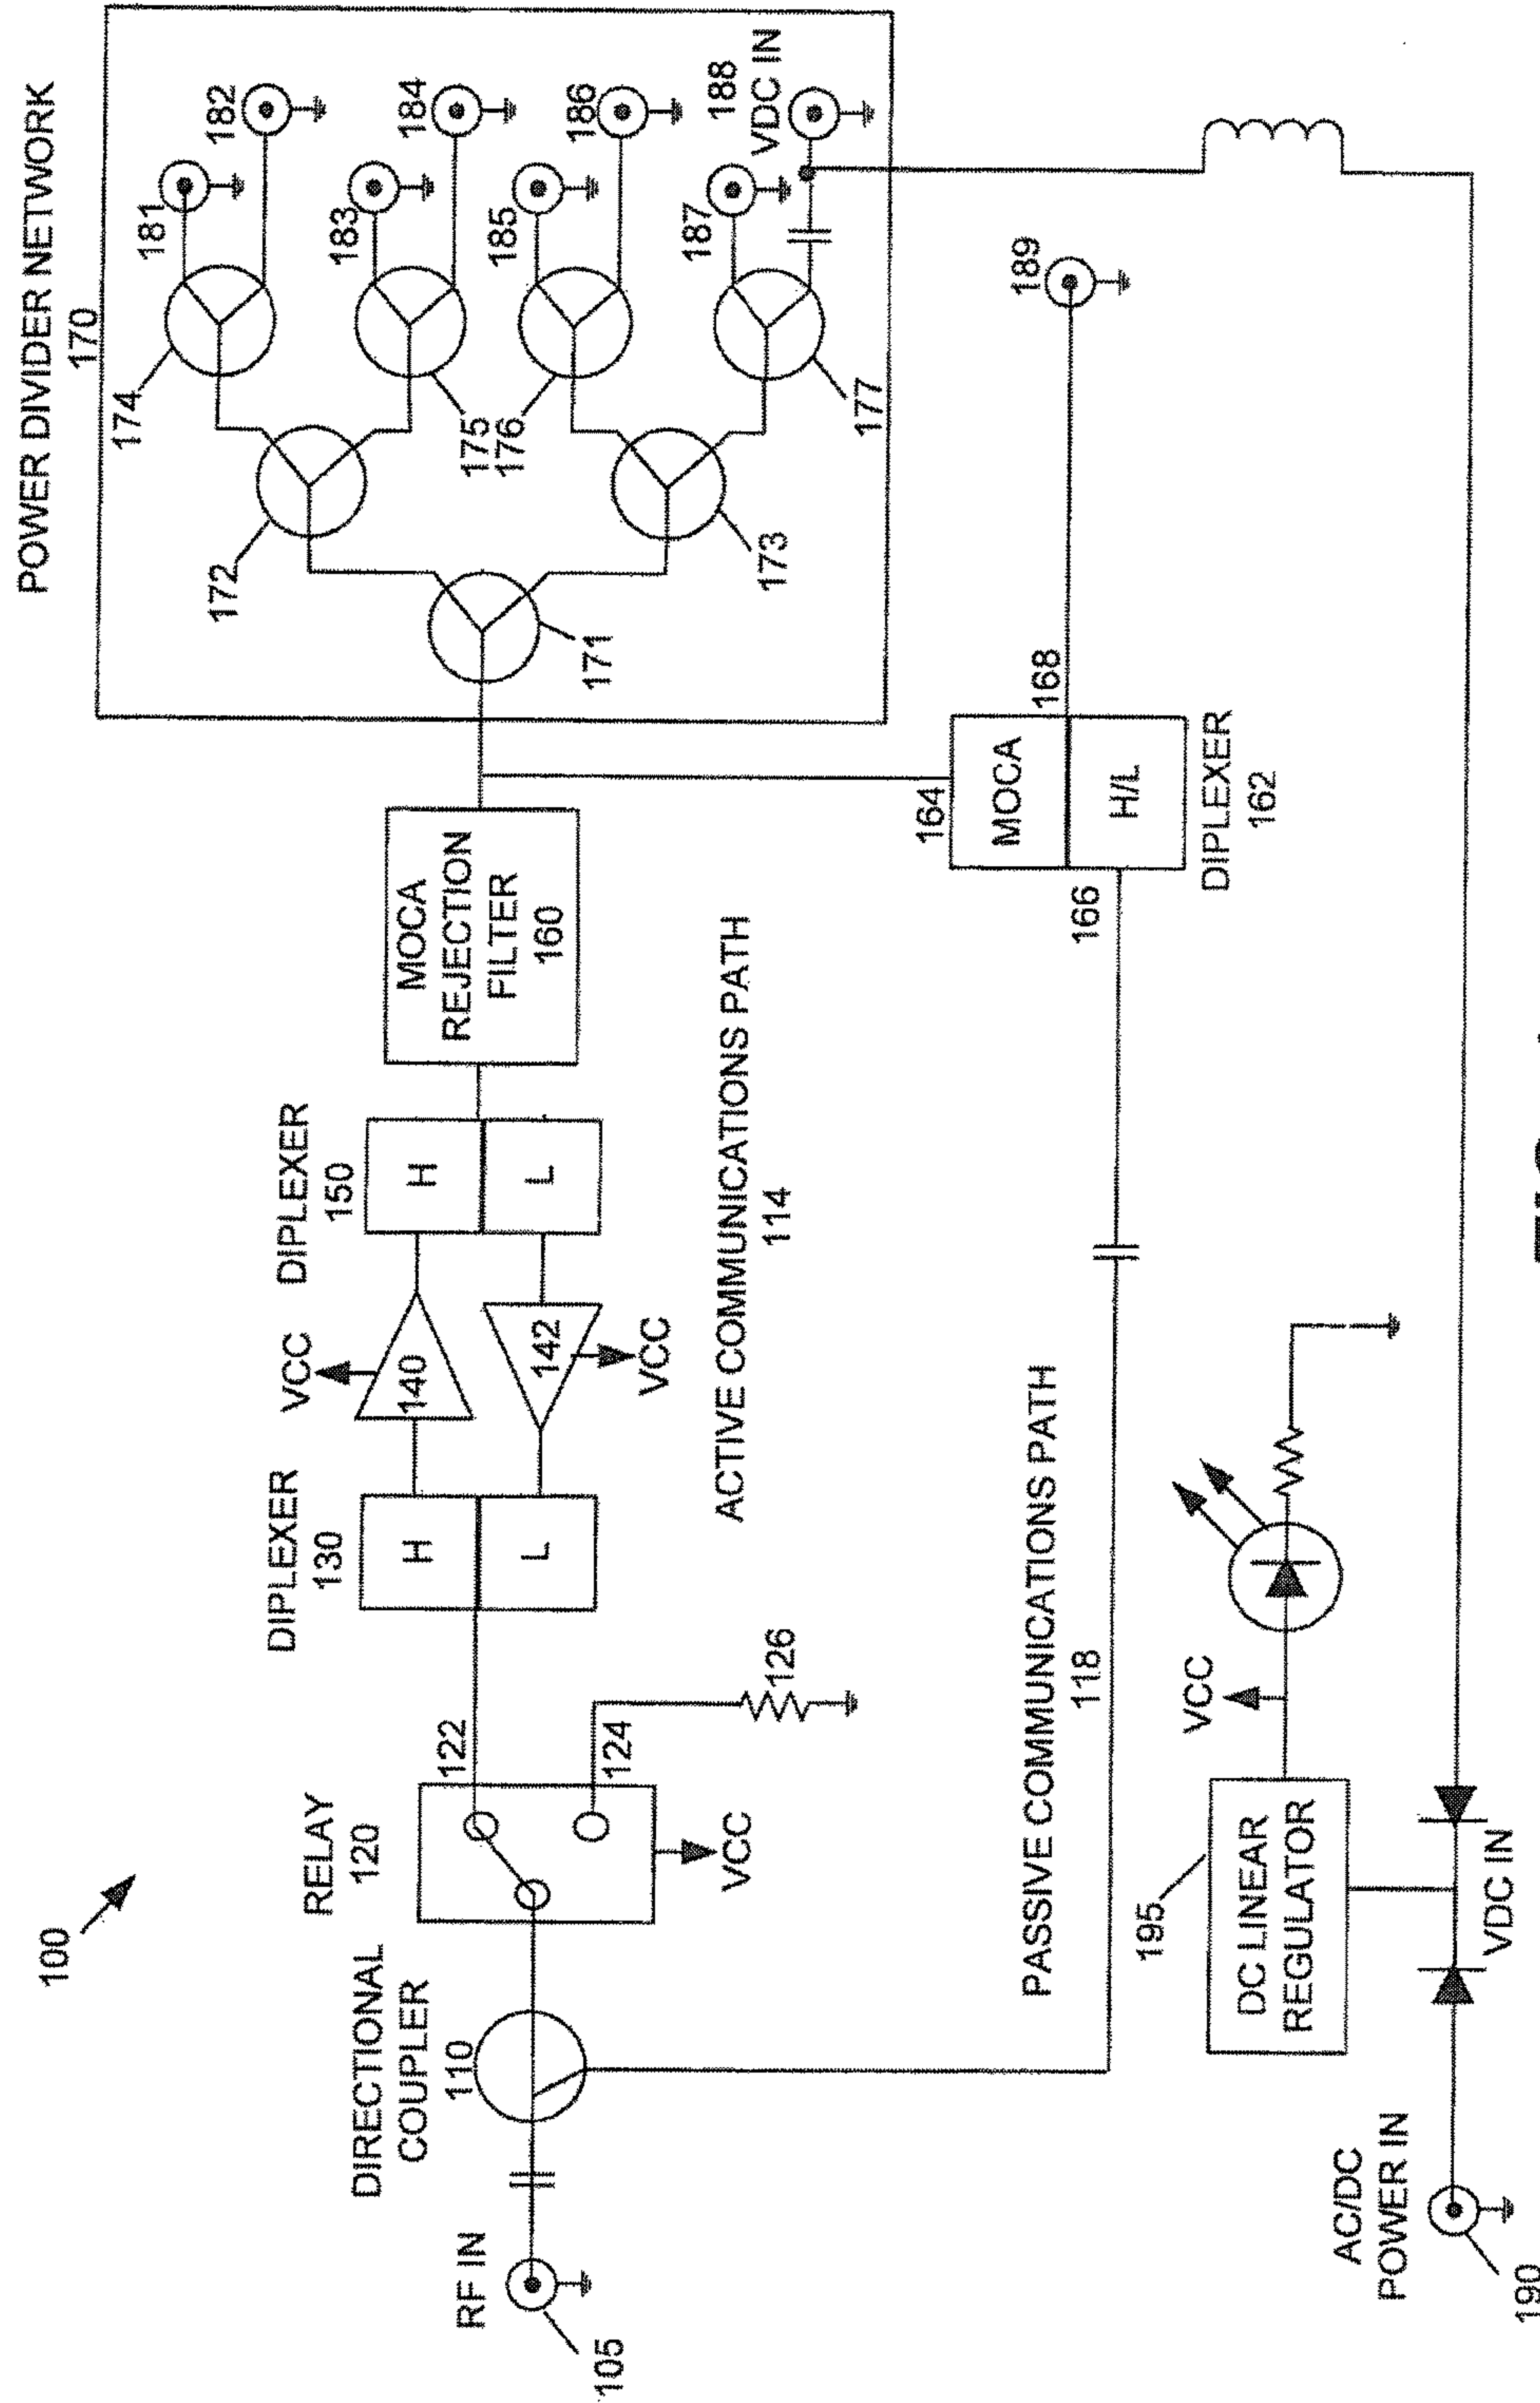 100
POWER DIVIDER NETWORK
170
174
181
182
172
183
184
175
176
185
186
171
173
187
188
VDC IN
177
DIPLEXER
150
H
L
MOCA
REJECTION
FILTER
160
VCC
140
142
VCC
DIPLEXER
130
H
L
RELAY
120
122
124
126
VCC
DIRECTIONAL
COUPLER
110
RF IN
105
ACTIVE COMMUNICATIONS PATH
114
164
MOCA
168
H/L
166
DIPLEXER
162
189
PASSIVE COMMUNICATIONS PATH
118
195
DC LINEAR
REGULATOR
VCC
AC/DC
POWER IN
190
VDC IN